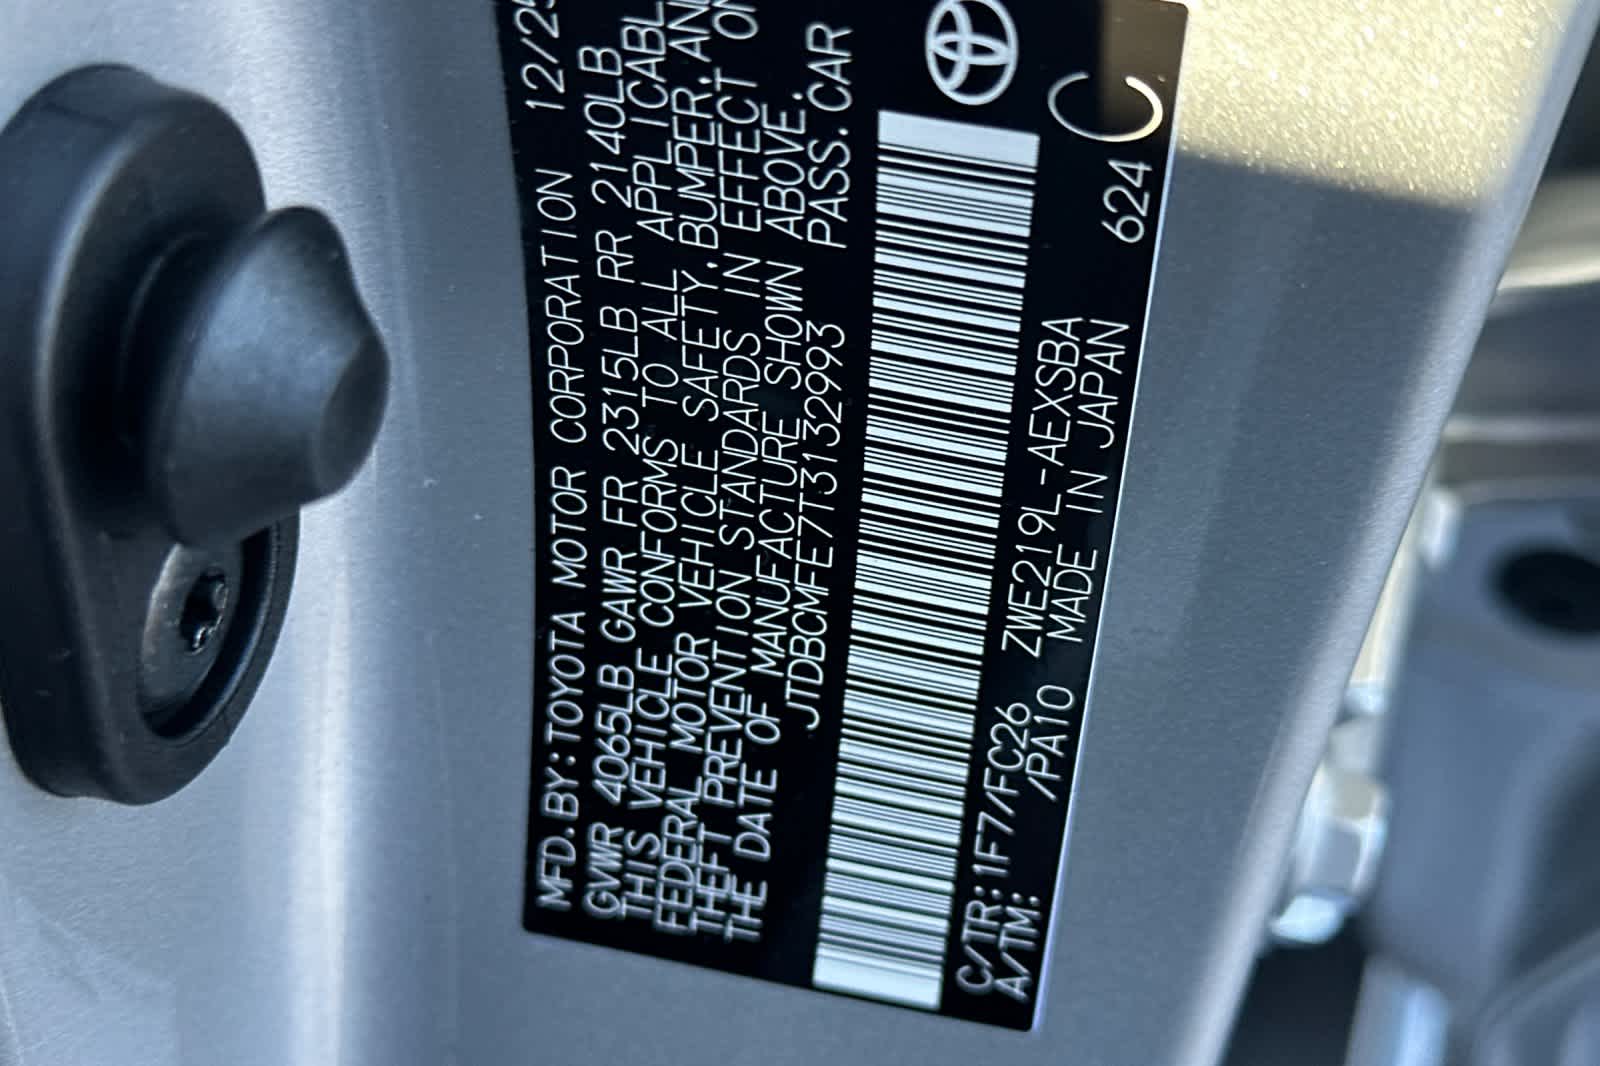 MFD.BY:TOYOTA MOTOR CORPORATION 12/25
GVWR 4065LB GAWR FR 2315LB RR 2140LB
THIS VEHICLE CONFORMS TO ALL APPLICABL
FEDERAL MOTOR VEHICLE SAFETY,BUMPER,AND
THEFT PREVENTION STANDARDS IN EFFECT ON
THE DATE OF MANUFACTURE SHOWN ABOVE.
JTDBCMFE7T3132993 PASS.CAR
C/TR:1F7/FC26 ZWE219L-AEXSBA 624
A/TM: /PA10 MADE IN JAPAN C